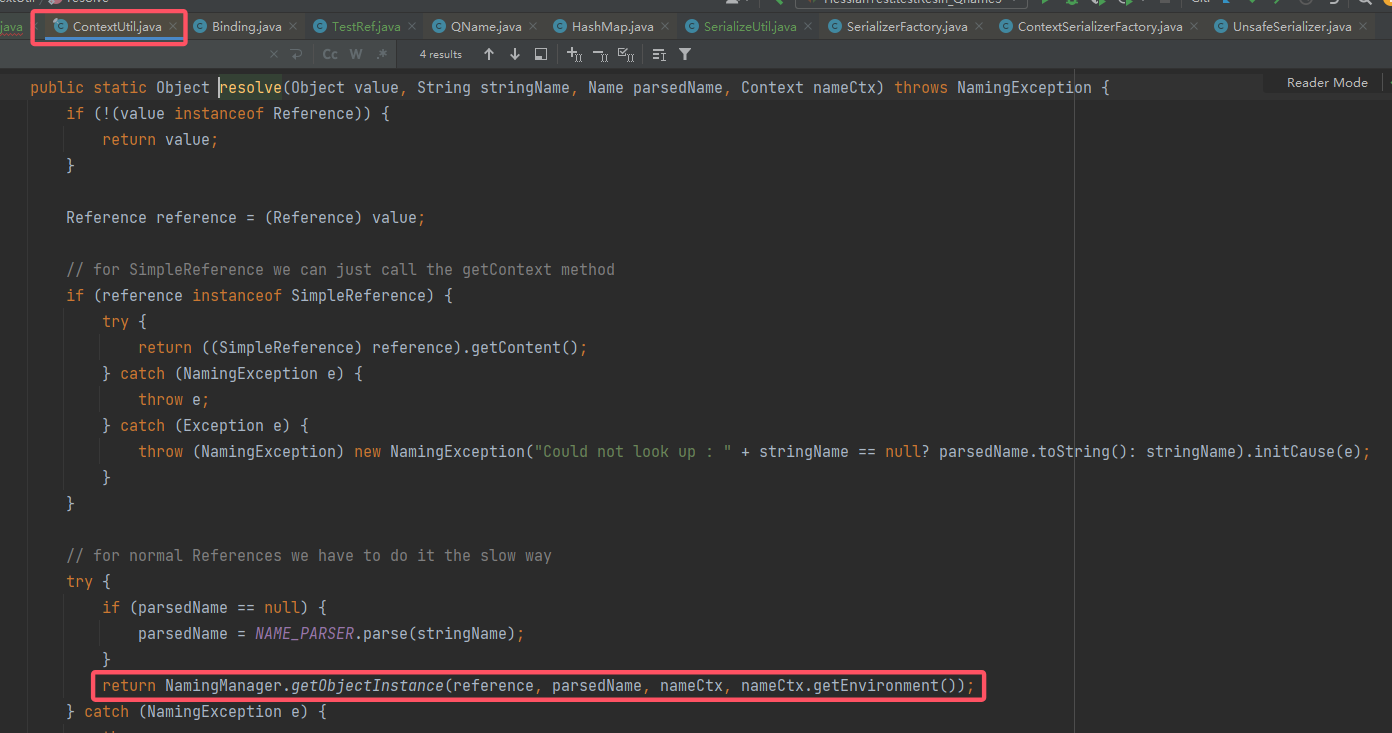 java ContextUtil.java Binding.java TestRef.java QName.java HashMap.java SerializeUtil.java SerializerFactory.java ContextSerializerFactory.java UnsafeSerializer.java
Cc W .* 4 results
Reader Mode
public static Object resolve(Object value, String stringName, Name parsedName, Context nameCtx) throws NamingException {
if (!(value instanceof Reference)) {
return value;
}
Reference reference = (Reference) value;
// for SimpleReference we can just call the getContext method
if (reference instanceof SimpleReference) {
try {
return ((SimpleReference) reference).getContent();
} catch (NamingException e) {
throw e;
} catch (Exception e) {
throw (NamingException) new NamingException("Could not look up : " + stringName == null? parsedName.toString(): stringName).initCause(e);
}
}
// for normal References we have to do it the slow way
try {
if (parsedName == null) {
parsedName = NAME_PARSER.parse(stringName);
}
return NamingManager.getObjectInstance(reference, parsedName, nameCtx, nameCtx.getEnvironment());
} catch (NamingException e) {